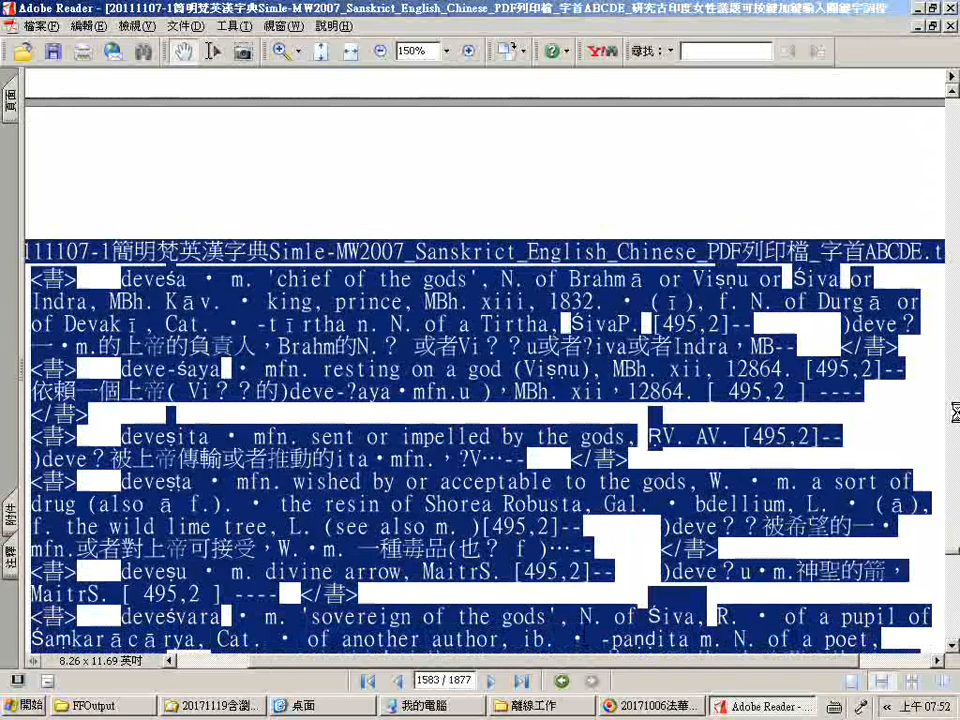 Adobe Reader - [20111107-1簡明梵英漢字典Simle-MW2007_Sanskrict_English_Chinese_PDF列印檔_字首ABCDE_研究古印度女性議題可按鍵加鍵輸入關鍵字詞搜
檔案(F) 編輯(E) 檢視(V) 文件(D) 工具(T) 視窗(W) 說明(H)
150% Y! 尋找:
頁面
111107-1簡明梵英漢字典Simle-MW2007_Sanskrict_English_Chinese_PDF列印檔_字首ABCDE.t
<書> deveśa • m. 'chief of the gods', N. of Brahmā or Viṣṇu or Śiva or
Indra, MBh. Kāv. • king, prince, MBh. xiii, 1832. • (ī), f. N. of Durgā or
of Devakī, Cat. • -tīrtha n. N. of a Tirtha, ŚivaP. [495,2]-- )deve?
一•m.的上帝的負責人，Brahm的N.? 或者Vi??u或者?iva或者Indra，MB-- </書>
<書> deve-śaya • mfn. resting on a god (Viṣṇu), MBh. xii, 12864. [495,2]--
依賴一個上帝( Vi??的)deve-?aya•mfn.u )，MBh. xii，12864. [ 495,2 ] ----
</書>
<書> deveṣita • mfn. sent or impelled by the gods, ṚV. AV. [495,2]--
)deve?被上帝傳輸或者推動的ita•mfn.，?V…-- </書>
<書> deveṣṭa • mfn. wished by or acceptable to the gods, W. • m. a sort of
drug (also ā f.). • the resin of Shorea Robusta, Gal. • bdellium, L. • (ā),
f. the wild lime tree, L. (see also m. )[495,2]-- )deve??被希望的一•
mfn.或者對上帝可接受，W.•m. 一種毒品(也? f )…-- </書>
<書> deveṣu • m. divine arrow, MaitrS. [495,2]-- )deve?u•m.神聖的箭，
MaitrS. [ 495,2 ] ---- </書>
<書> deveśvara • m. 'sovereign of the gods', N. of Śiva, R. • of a pupil of
Śaṃkarācārya, Cat. • of another author, ib. • -paṇḍita m. N. of a poet,
附件
注釋
8.26 x 11.69 英吋
1583 / 1877
開始 FFOutput 20171119含瀏... 桌面 我的電腦 離線工作 20171006法華... Adobe Reader - [... 上午 07:52